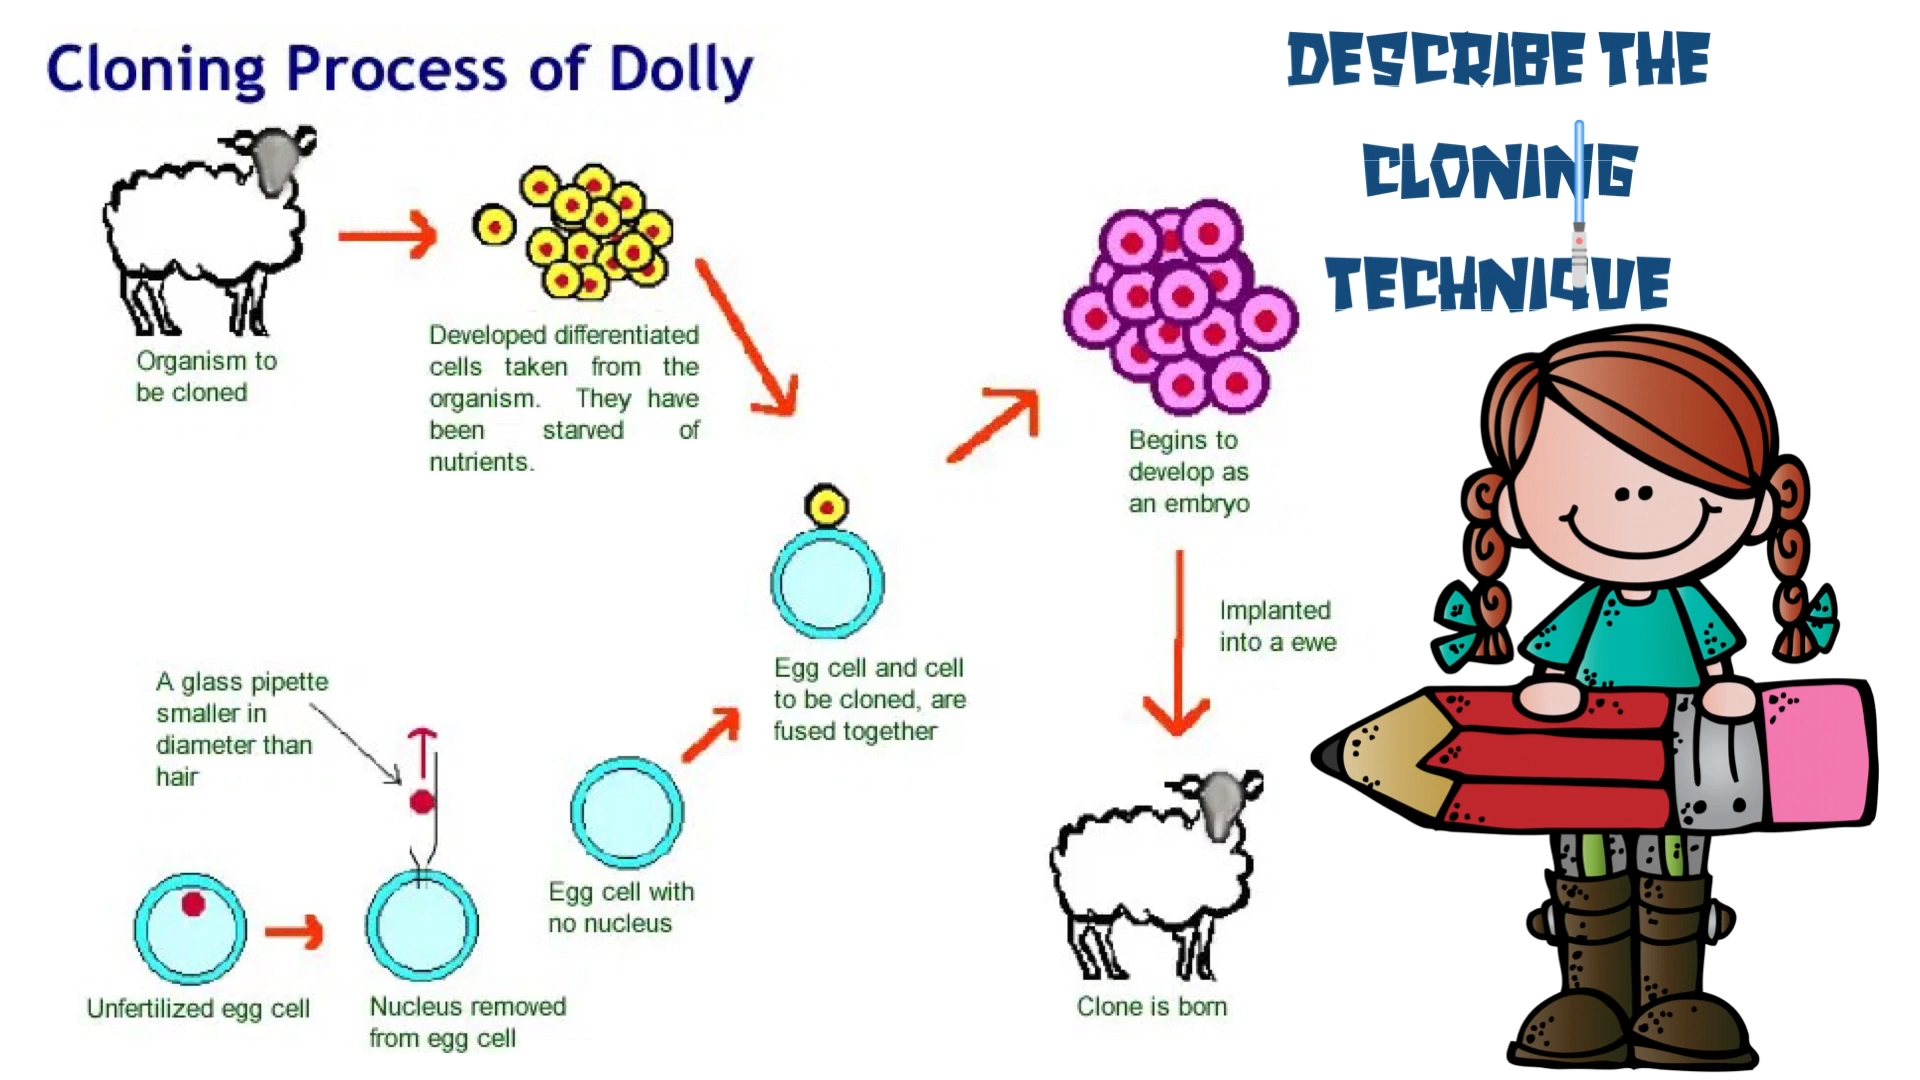 Cloning Process of Dolly
DESCRIBE THE
CLONING
TECHNIQUE
Organism to
be cloned
Developed differentiated
cells taken from the
organism. They have
been starved of
nutrients.
Begins to
develop as
an embryo
Implanted
into a ewe
Egg cell and cell
to be cloned, are
fused together
A glass pipette
smaller in
diameter than
hair
Egg cell with
no nucleus
Unfertilized egg cell
Nucleus removed
from egg cell
Clone is born